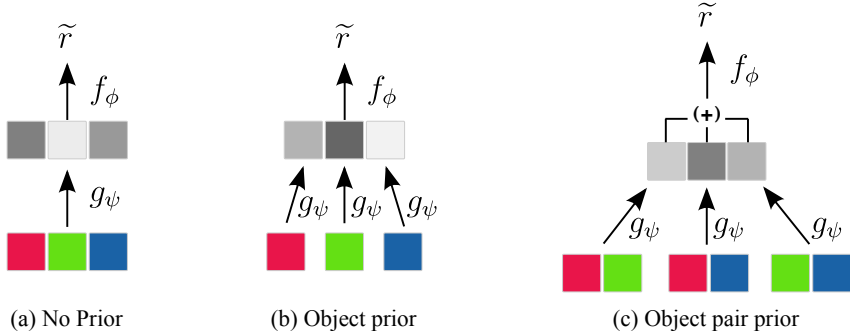 r̃ r̃ r̃
f_ϕ f_ϕ f_ϕ
(+)
g_ψ g_ψ g_ψ g_ψ g_ψ g_ψ g_ψ
(a) No Prior (b) Object prior (c) Object pair prior